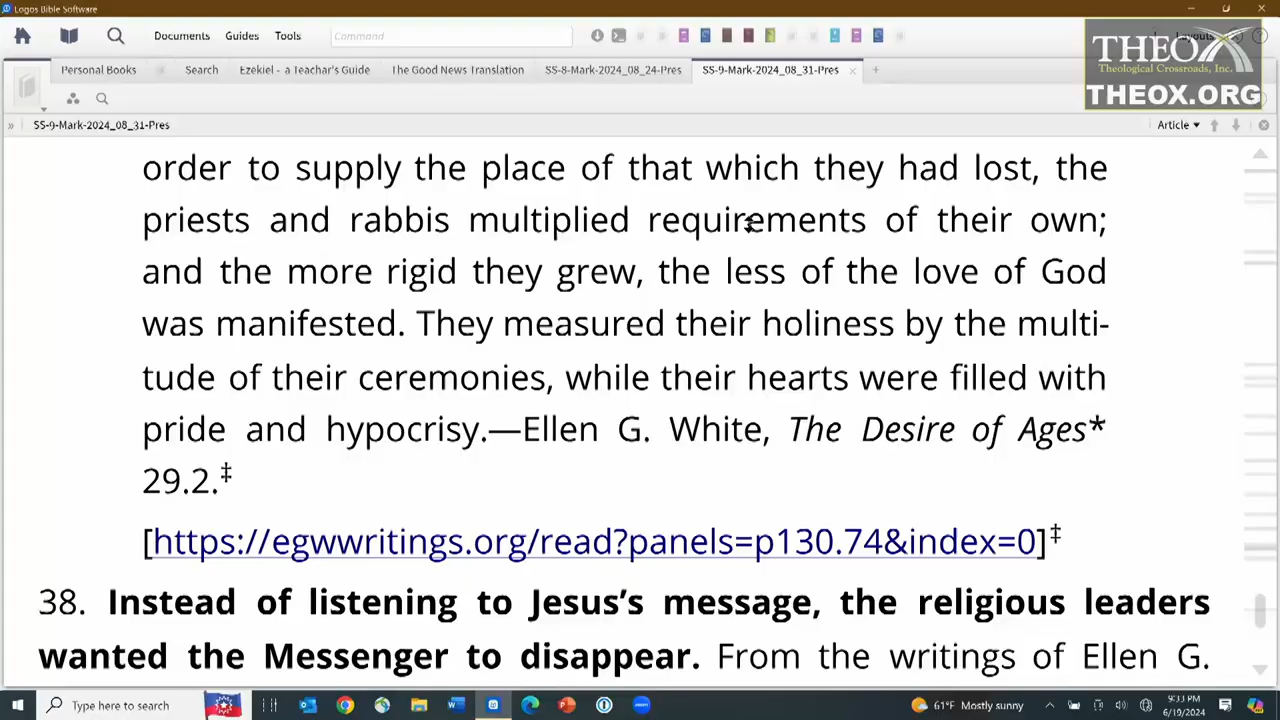 Logos Bible Software
Documents Guides Tools Command
THEOX
Theological Crossroads, Inc.
THEOX.ORG
Personal Books Search Ezekiel - a Teacher's Guide SS-8-Mark-2024_08_24-Pres SS-9-Mark-2024_08_31-Pres
SS-9-Mark-2024_08_31-Pres Article
order to supply the place of that which they had lost, the
priests and rabbis multiplied requirements of their own;
and the more rigid they grew, the less of the love of God
was manifested. They measured their holiness by the multi-
tude of their ceremonies, while their hearts were filled with
pride and hypocrisy.—Ellen G. White, The Desire of Ages*
29.2.‡
[https://egwwritings.org/read?panels=p130.74&index=0]‡
38. Instead of listening to Jesus's message, the religious leaders
wanted the Messenger to disappear. From the writings of Ellen G.
Type here to search 61°F Mostly sunny 9:33 PM
6/19/2024